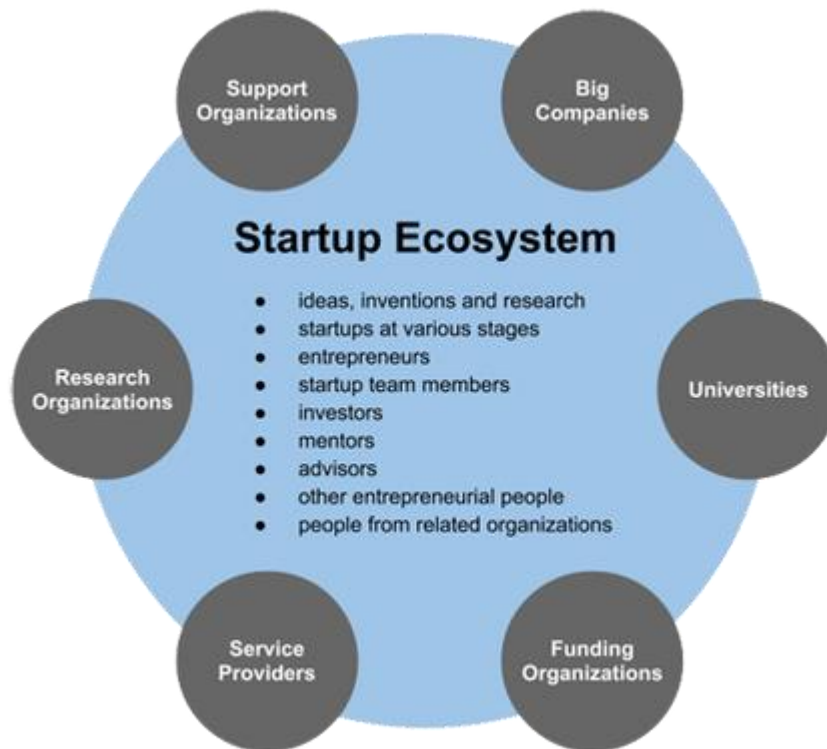 Support
Organizations
Big
Companies
Startup Ecosystem
● ideas, inventions and research
● startups at various stages
● entrepreneurs
● startup team members
● investors
● mentors
● advisors
● other entrepreneurial people
● people from related organizations
Research
Organizations
Universities
Service
Providers
Funding
Organizations